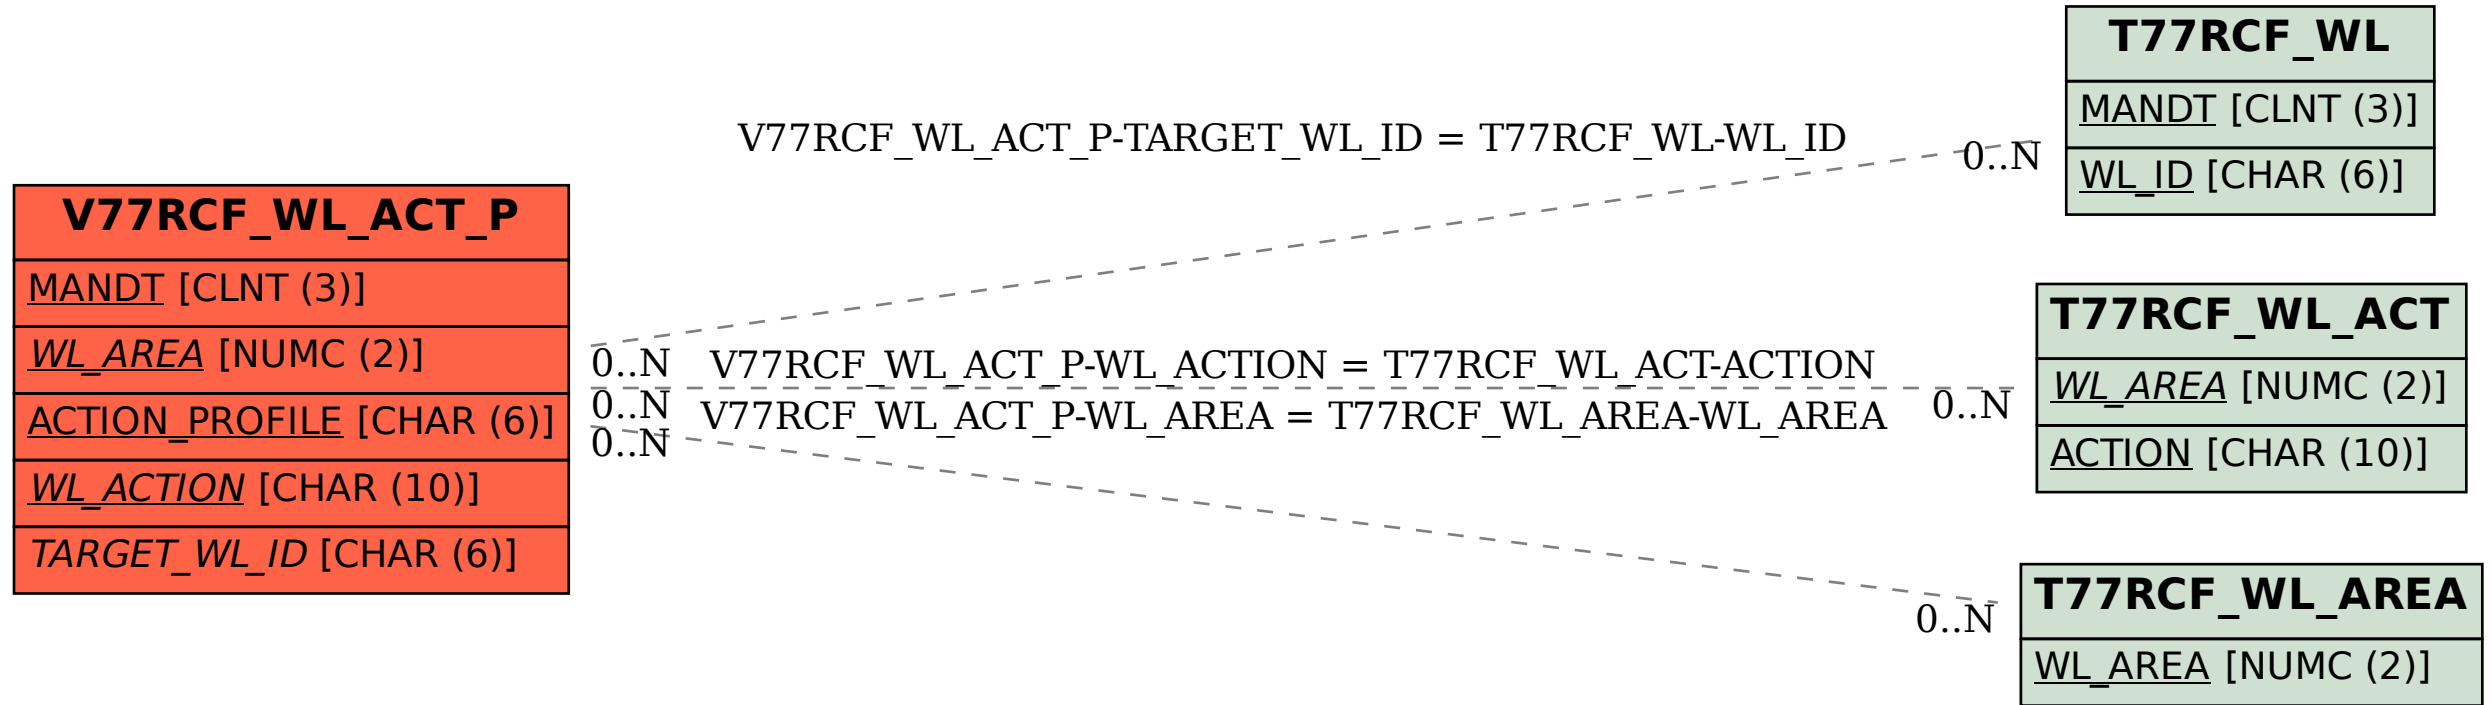 V77RCF_WL_ACT_P
MANDT [CLNT (3)]
WL_AREA [NUMC (2)]
ACTION_PROFILE [CHAR (6)]
WL_ACTION [CHAR (10)]
TARGET_WL_ID [CHAR (6)]
V77RCF_WL_ACT_P-TARGET_WL_ID = T77RCF_WL-WL_ID
0..N
0..N
V77RCF_WL_ACT_P-WL_ACTION = T77RCF_WL_ACT-ACTION
0..N
0..N
V77RCF_WL_ACT_P-WL_AREA = T77RCF_WL_AREA-WL_AREA
0..N
0..N
T77RCF_WL
MANDT [CLNT (3)]
WL_ID [CHAR (6)]
T77RCF_WL_ACT
WL_AREA [NUMC (2)]
ACTION [CHAR (10)]
T77RCF_WL_AREA
WL_AREA [NUMC (2)]